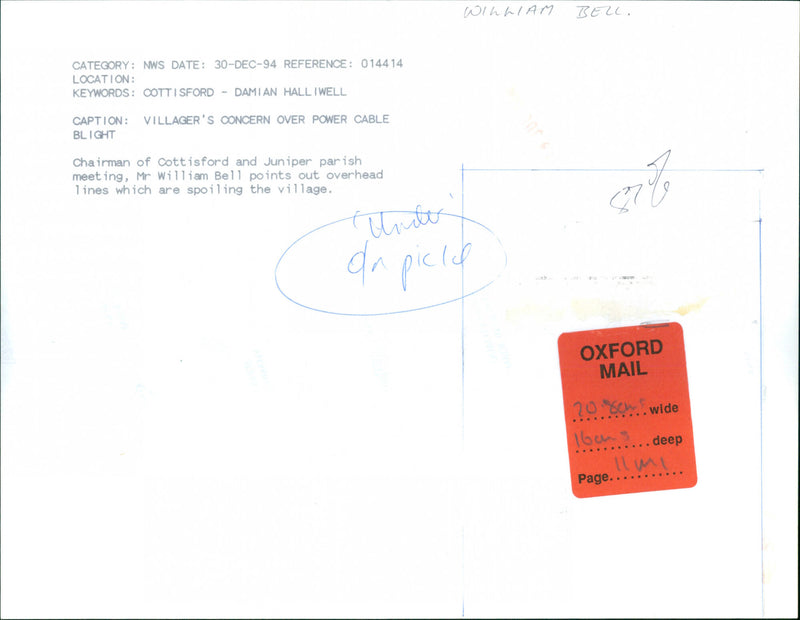 WILLIAM BELL.
CATEGORY: NWS DATE: 30-DEC-94 REFERENCE: 014414
LOCATION:
KEYWORDS: COTTISFORD - DAMIAN HALLIWELL
CAPTION: VILLAGER'S CONCERN OVER POWER CABLE
BLIGHT
Chairman of Cottisford and Juniper parish
meeting, Mr William Bell points out overhead
lines which are spoiling the village.
'Under'
OXFORD
MAIL
wide
16cms deep
Page